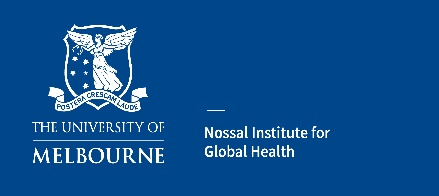 POSTERA CRESCAM LAUDE
THE UNIVERSITY OF
MELBOURNE
Nossal Institute for
Global Health